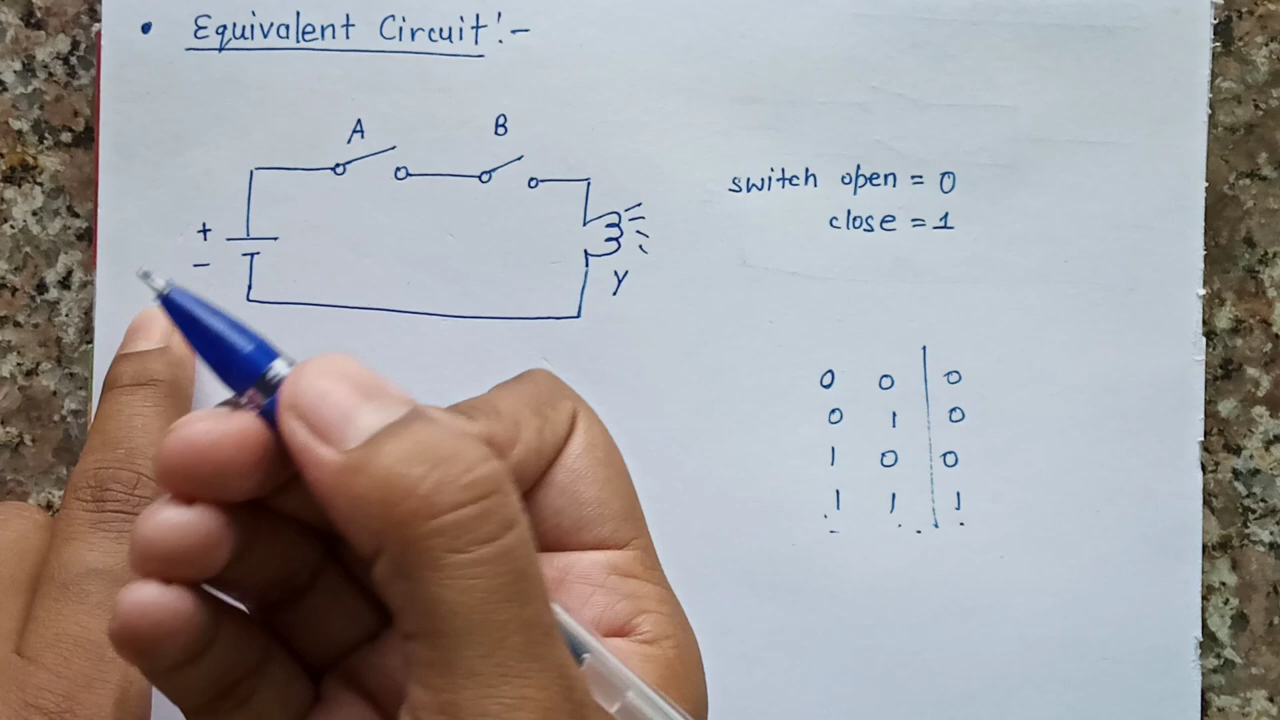 • Equivalent Circuit!-
A B
switch open = 0
close = 1
+
-
Y
0 0 | 0
0 1 | 0
1 0 | 0
1 1 | 1